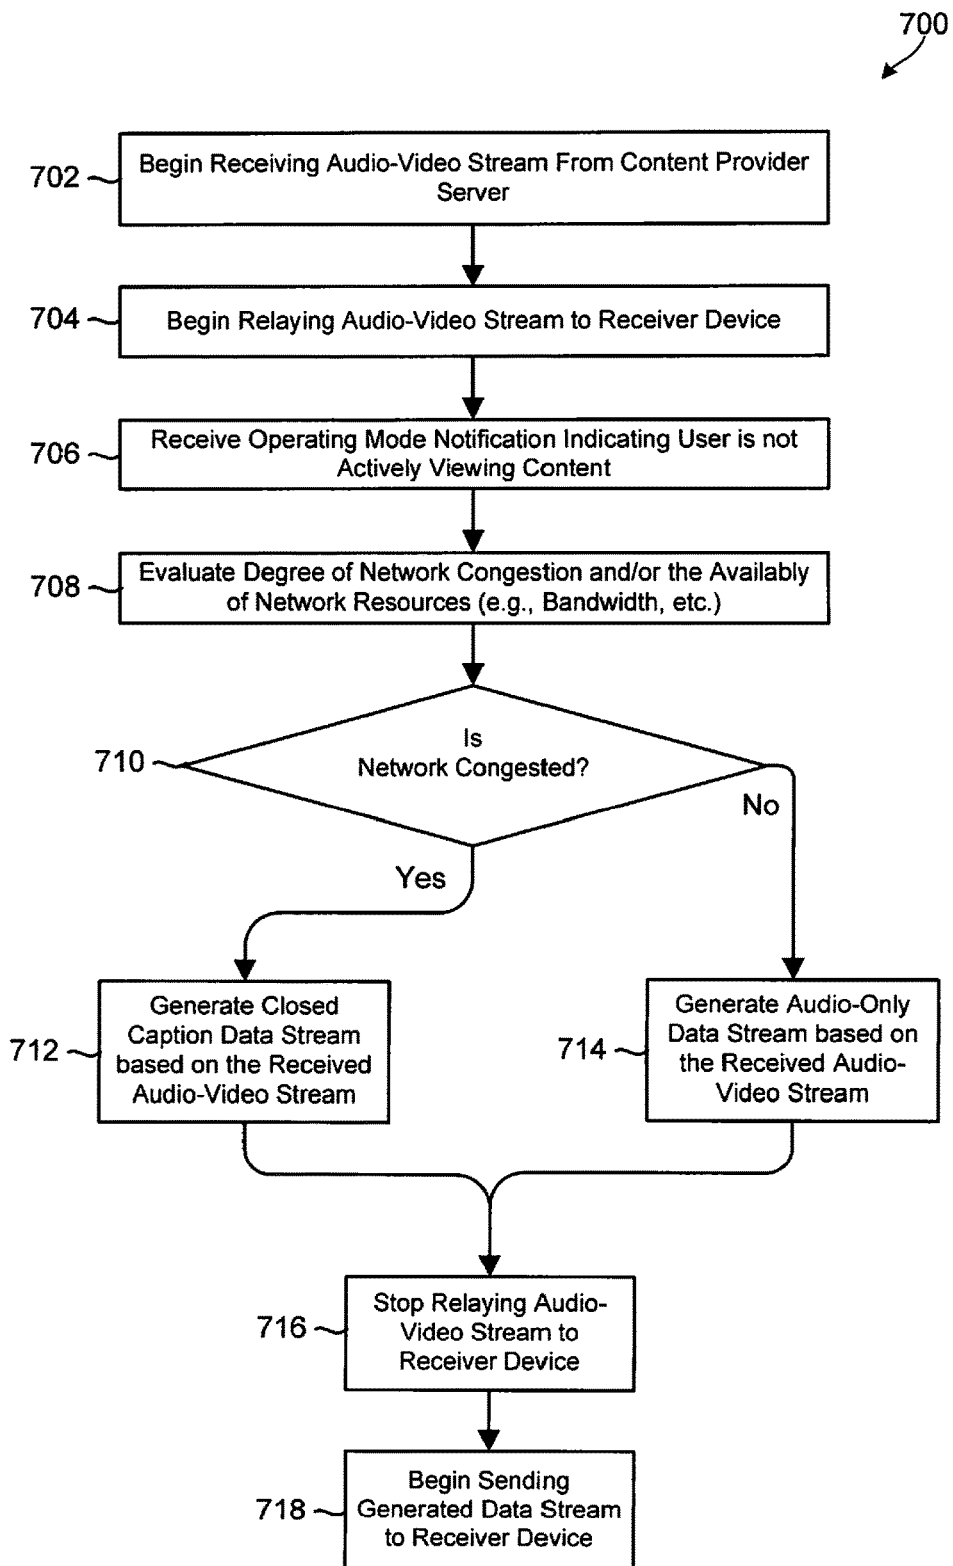 700
702
Begin Receiving Audio-Video Stream From Content Provider
Server
704
Begin Relaying Audio-Video Stream to Receiver Device
706
Receive Operating Mode Notification Indicating User is not
Actively Viewing Content
708
Evaluate Degree of Network Congestion and/or the Availably
of Network Resources (e.g., Bandwidth, etc.)
710
Is
Network Congested?
No
Yes
712
Generate Closed
Caption Data Stream
based on the Received
Audio-Video Stream
714
Generate Audio-Only
Data Stream based on
the Received Audio-
Video Stream
716
Stop Relaying Audio-
Video Stream to
Receiver Device
718
Begin Sending
Generated Data Stream
to Receiver Device